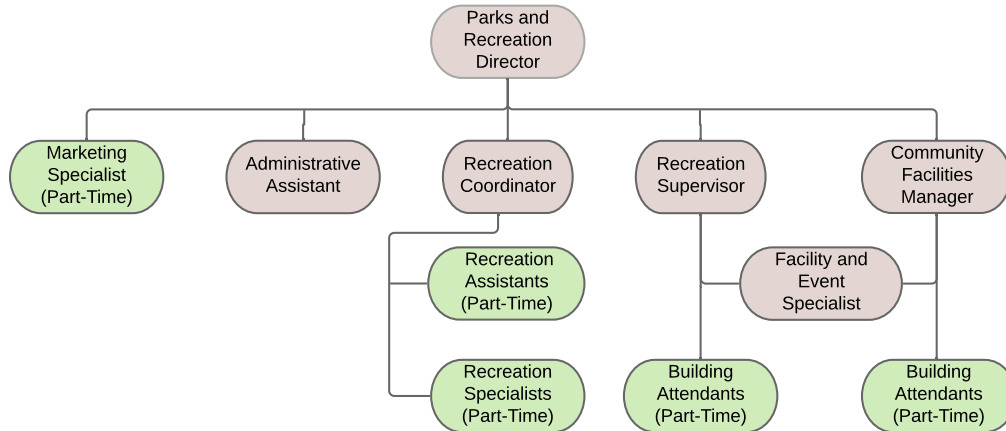 Parks and
Recreation
Director
Marketing
Specialist
(Part-Time)
Administrative
Assistant
Recreation
Coordinator
Recreation
Supervisor
Community
Facilities
Manager
Recreation
Assistants
(Part-Time)
Facility and
Event
Specialist
Recreation
Specialists
(Part-Time)
Building
Attendants
(Part-Time)
Building
Attendants
(Part-Time)